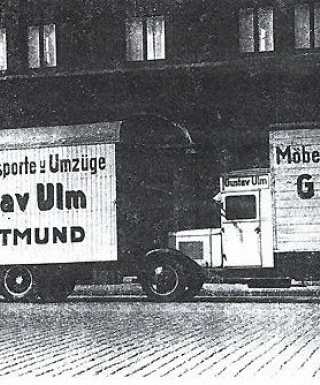 sporte u Umzüge
av Ulm
TMUND
Gustav Ulm
Möbe
G